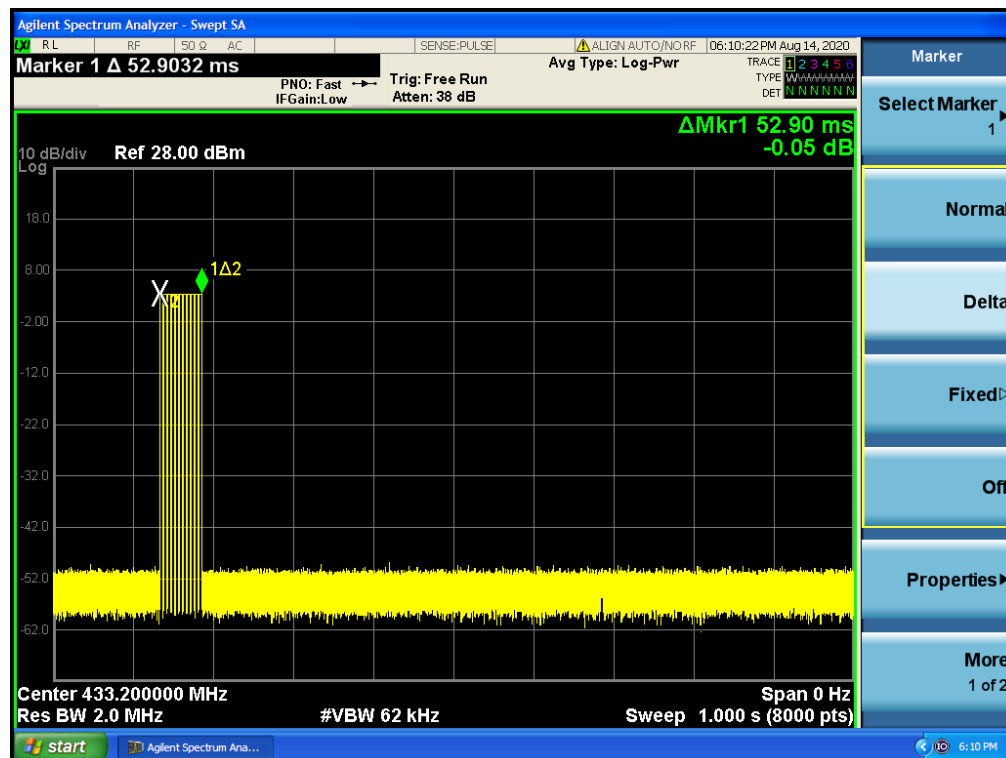 Agilent Spectrum Analyzer - Swept SA
LXI RL RF 50 Ω AC SENSE:PULSE ALIGN AUTO/NO RF 06:10:22 PM Aug 14, 2020
Marker 1 Δ 52.9032 ms
PNO: Fast
IFGain:Low
Trig: Free Run
Atten: 38 dB
Avg Type: Log-Pwr
TRACE 1 2 3 4 5 6
TYPE WWWWWW
DET N N N N N N
ΔMkr1 52.90 ms
-0.05 dB
10 dB/div Ref 28.00 dBm
Log
18.0
8.00
-2.00
-12.0
-22.0
-32.0
-42.0
-52.0
-62.0
1Δ2
X2
Center 433.200000 MHz
Span 0 Hz
Res BW 2.0 MHz
#VBW 62 kHz
Sweep 1.000 s (8000 pts)
Marker
Select Marker
1
Normal
Delta
Fixed
Off
Properties
More
1 of 2
start
Agilent Spectrum Ana...
6:10 PM